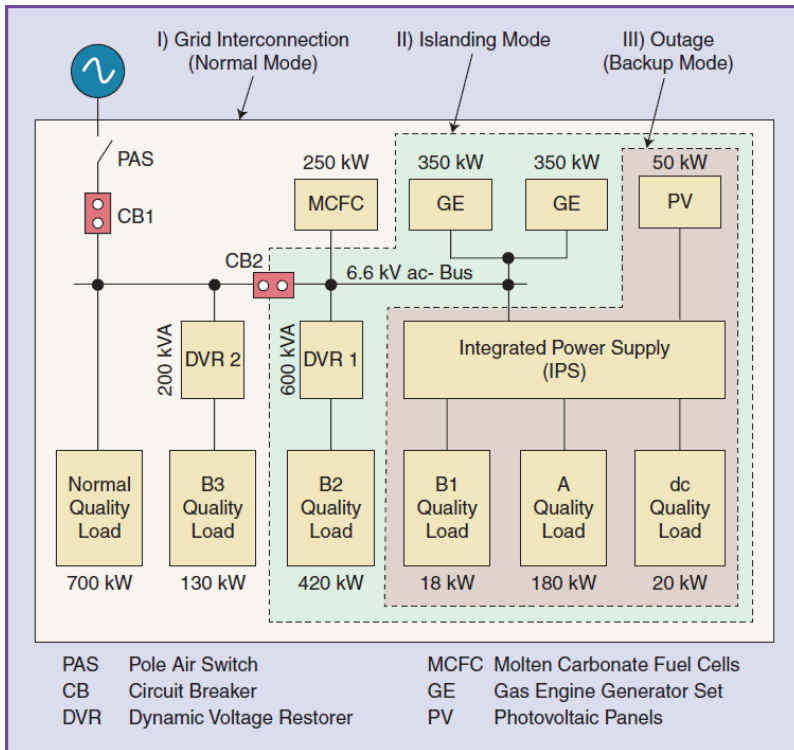 I) Grid Interconnection
(Normal Mode)
II) Islanding Mode
III) Outage
(Backup Mode)
PAS
CB1
250 kW
350 kW
350 kW
50 kW
MCFC
GE
GE
PV
CB2
6.6 kV ac- Bus
200 kVA
DVR 2
600 kVA
DVR 1
Integrated Power Supply
(IPS)
Normal
Quality
Load
B3
Quality
Load
B2
Quality
Load
B1
Quality
Load
A
Quality
Load
dc
Quality
Load
700 kW
130 kW
420 kW
18 kW
180 kW
20 kW
PAS Pole Air Switch
CB Circuit Breaker
DVR Dynamic Voltage Restorer
MCFC Molten Carbonate Fuel Cells
GE Gas Engine Generator Set
PV Photovoltaic Panels